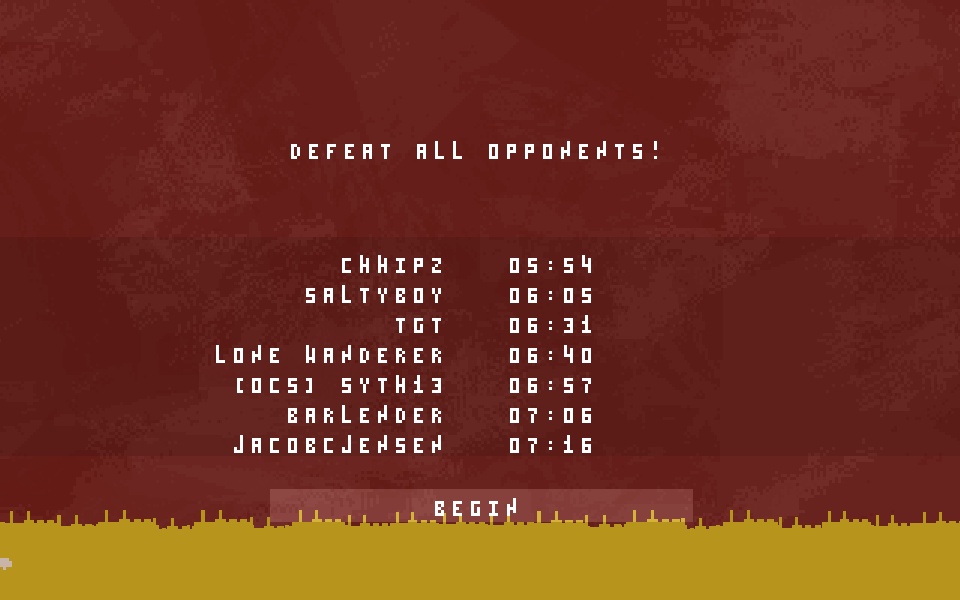 DEFEAT ALL OPPONENTS!
CHHIPZ 05:54
SALTYBOY 06:05
TGT 06:31
LONE WANDERER 06:40
[OCS] SYTH13 06:57
BARLENDER 07:06
JACOBCJENSEN 07:16
BEGIN